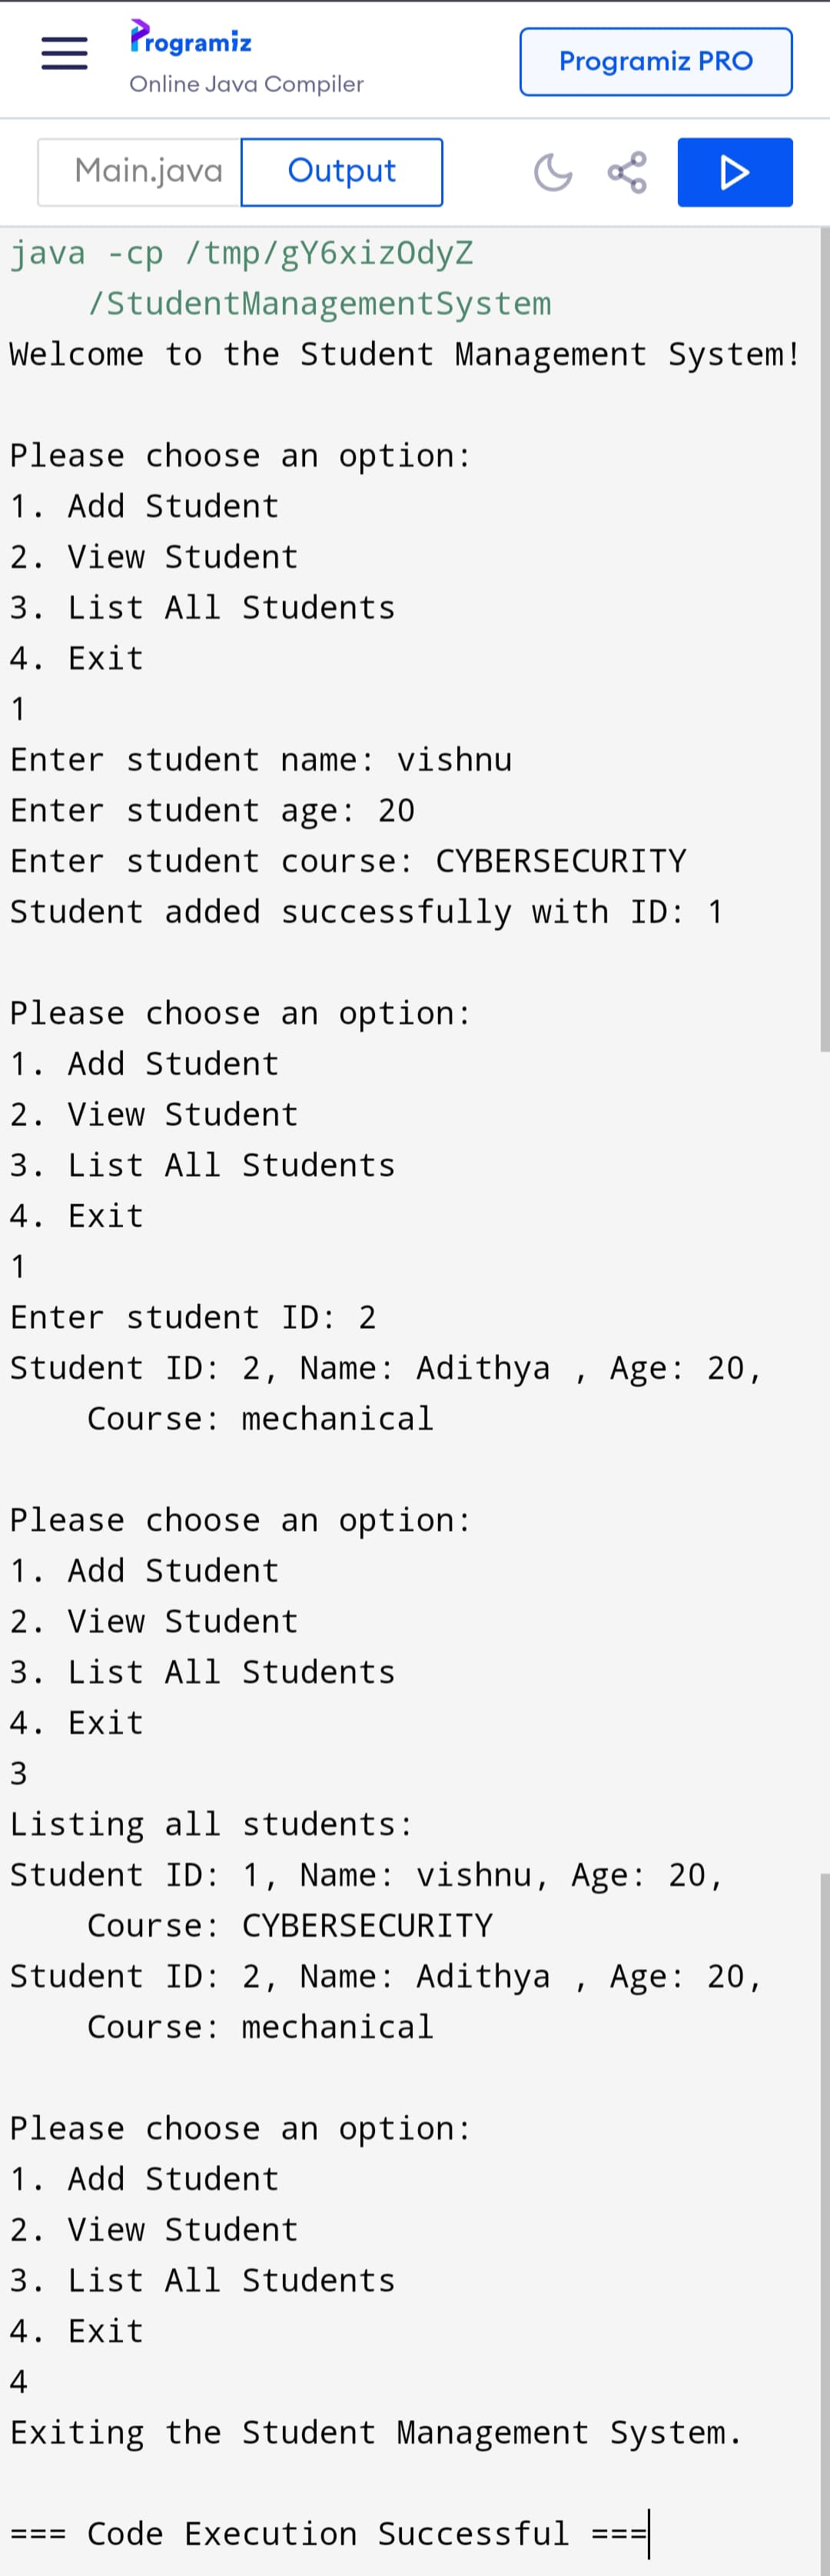 Programiz
Online Java Compiler
Programiz PRO
Main.java
Output
java -cp /tmp/gY6xizOdyZ
/StudentManagementSystem
Welcome to the Student Management System!
Please choose an option:
1. Add Student
2. View Student
3. List All Students
4. Exit
1
Enter student name: vishnu
Enter student age: 20
Enter student course: CYBERSECURITY
Student added successfully with ID: 1
Please choose an option:
1. Add Student
2. View Student
3. List All Students
4. Exit
1
Enter student ID: 2
Student ID: 2, Name: Adithya , Age: 20,
Course: mechanical
Please choose an option:
1. Add Student
2. View Student
3. List All Students
4. Exit
3
Listing all students:
Student ID: 1, Name: vishnu, Age: 20,
Course: CYBERSECURITY
Student ID: 2, Name: Adithya , Age: 20,
Course: mechanical
Please choose an option:
1. Add Student
2. View Student
3. List All Students
4. Exit
4
Exiting the Student Management System.
=== Code Execution Successful ===